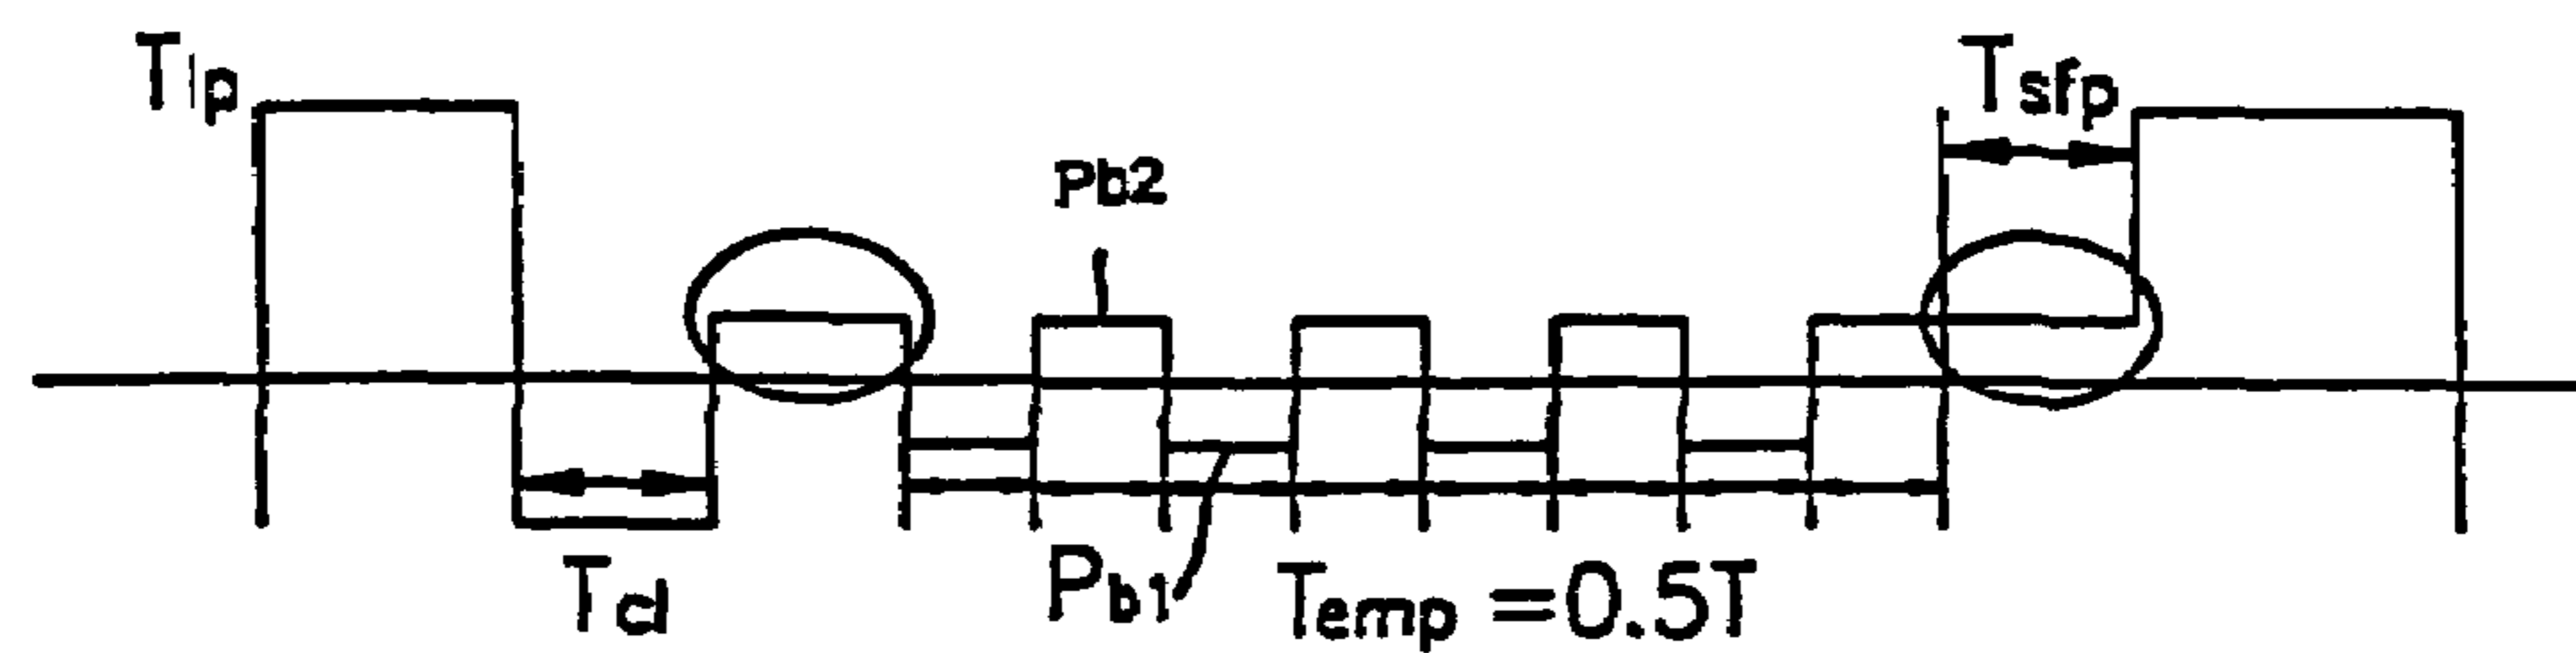 Tlp
Tsfp
Pb2
Tcl
Pb1
Temp =0.5T